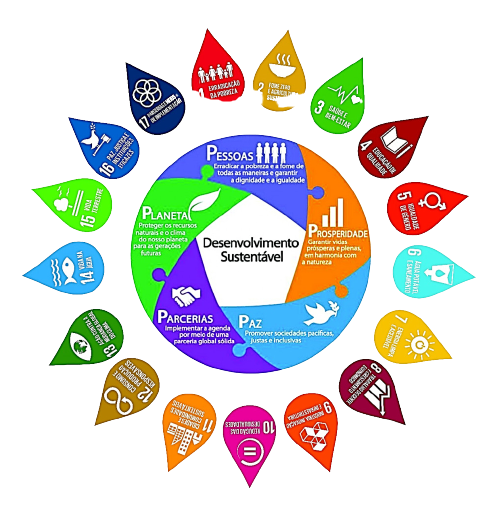 1
ERRADICAÇÃO
DA POBREZA
2
FOME ZERO
E AGRICULTURA
3
SAÚDE E
BEM-ESTAR
4
EDUCAÇÃO DE
QUALIDADE
5
IGUALDADE
DE GÊNERO
6
ÁGUA POTÁVEL
E SANEAMENTO
7
ENERGIA LIMPA
E ACESSÍVEL
8
TRABALHO DECENTE
E CRESCIMENTO
ECONÔMICO
9
INDÚSTRIA, INOVAÇÃO
E INFRAESTRUTURA
10
REDUÇÃO DAS
DESIGUALDADES
11
CIDADES E
COMUNIDADES
SUSTENTÁVEIS
12
CONSUMO E
PRODUÇÃO
RESPONSÁVEIS
13
AÇÃO CONTRA A
MUDANÇA GLOBAL
DO CLIMA
14
VIDA NA
ÁGUA
15
VIDA
TERRESTRE
16
PAZ, JUSTIÇA E
INSTITUIÇÕES
EFICAZES
17
PARCERIAS E MEIOS
DE IMPLEMENTAÇÃO
PESSOAS
Erradicar a pobreza e a fome de
todas as maneiras e garantir
a dignidade e a igualdade
PROSPERIDADE
Garantir vidas
prósperas e plenas,
em harmonia com
a natureza
PAZ
Promover sociedades pacíficas,
justas e inclusivas
PARCERIAS
Implementar a agenda
por meio de uma
parceria global sólida
PLANETA
Proteger os recursos
naturais e o clima
do nosso planeta
para as gerações
futuras
Desenvolvimento
Sustentável